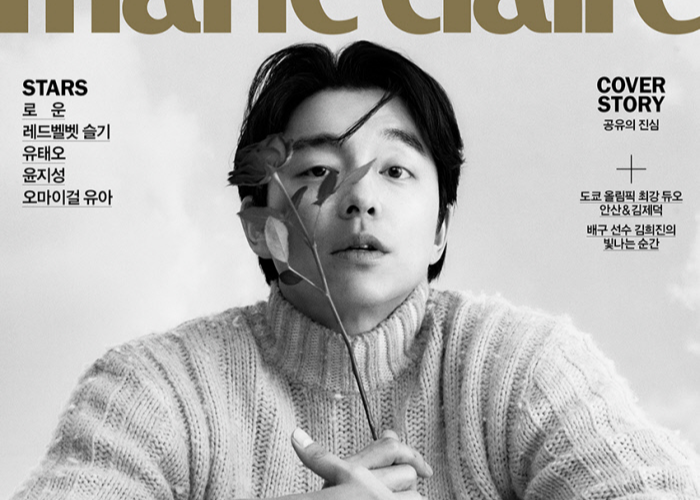 marie claire
STARS
로 운
레드벨벳 슬기
유태오
윤지성
오마이걸 유아
COVER
STORY
공유의 진심
+
도쿄 올림픽 최강 듀오
안산&김제덕
배구 선수 김희진의
빛나는 순간